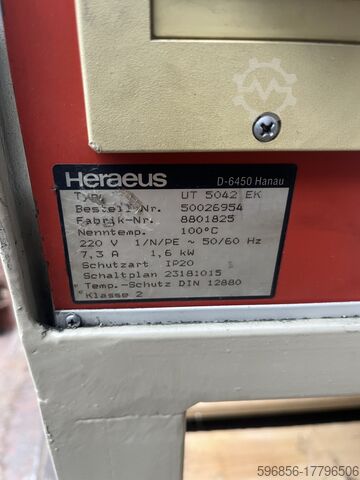 Heraeus D-6450 Hanau
Typ UT 5042 EK
Bestell-Nr. 50026954
Fabrik-Nr. 8801825
Nenntemp. 100°C
220 V 1/N/PE ~ 50/60 Hz
7,3 A 1,6 kW
Schutzart IP20
Schaltplan 23181015
Temp.-Schutz DIN 12880
Klasse 2
596856-17796506